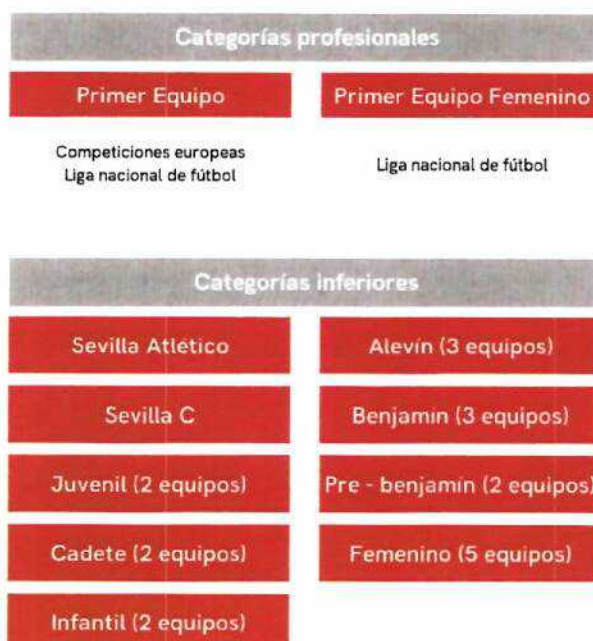 Categorías profesionales
Primer Equipo
Primer Equipo Femenino
Competiciones europeas
Liga nacional de fútbol
Liga nacional de fútbol
Categorías inferiores
Sevilla Atlético
Alevín (3 equipos)
Sevilla C
Benjamín (3 equipos)
Juvenil (2 equipos)
Pre - benjamín (2 equipos)
Cadete (2 equipos)
Femenino (5 equipos)
Infantil (2 equipos)